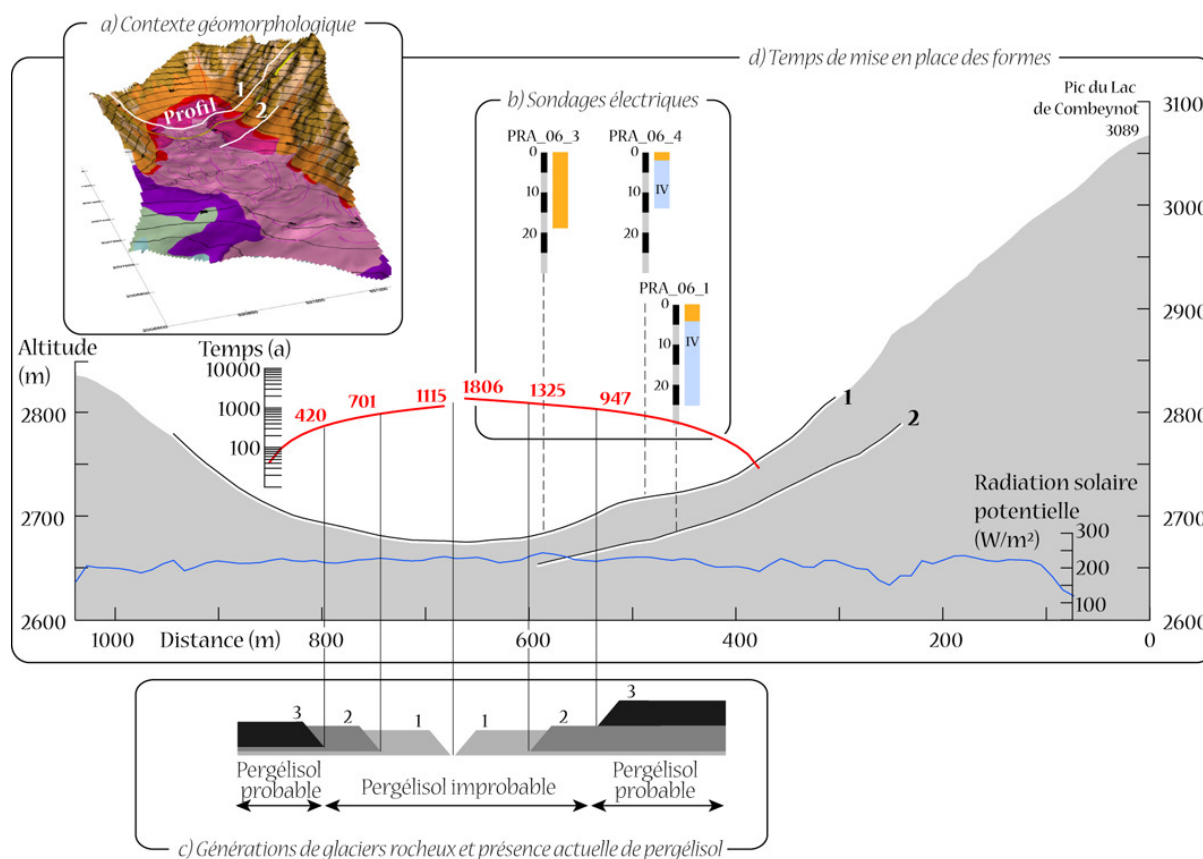 a) Contexte géomorphologique
Profil
1
2
d) Temps de mise en place des formes
b) Sondages électriques
PRA_06_3
0
10
20
PRA_06_4
0
10
20
IV
PRA_06_1
0
10
20
IV
Pic du Lac
de Combeynot
3089
3100
3000
2900
2800
2700
2600
Altitude
(m)
2800
2700
2600
Temps (a)
10000
1000
100
420
701
1115
1806
1325
947
1
2
Radiation solaire
potentielle
(W/m²)
300
200
100
1000
Distance (m)
800
600
400
200
0
3
2
1
1
2
3
Pergélisol
probable
Pergélisol improbable
Pergélisol
probable
c) Générations de glaciers rocheux et présence actuelle de pergélisol